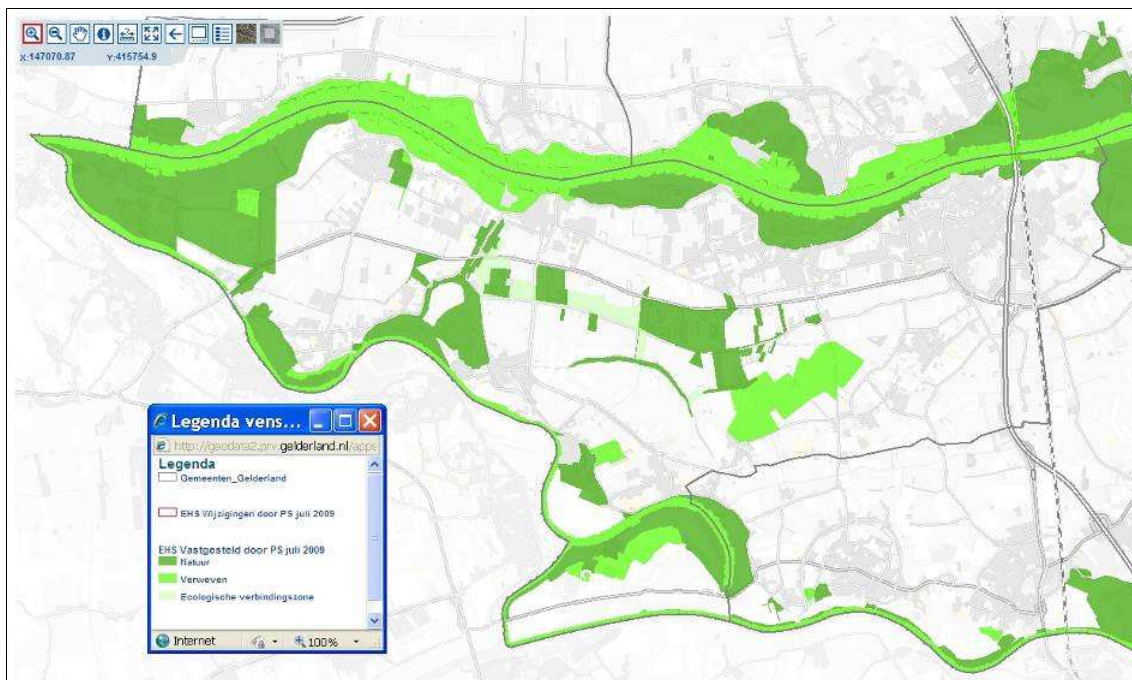 X:147070.87 Y:415754.9
Legenda vens...
http://geodata2.prv.gelderland.nl/apps
Legenda
Gemeenten_Gelderland
EHS Wijzigingen door PS juli 2009
EHS Vastgesteld door PS juli 2009
Natuur
Verweven
Ecologische verbindingszone
Internet
100%